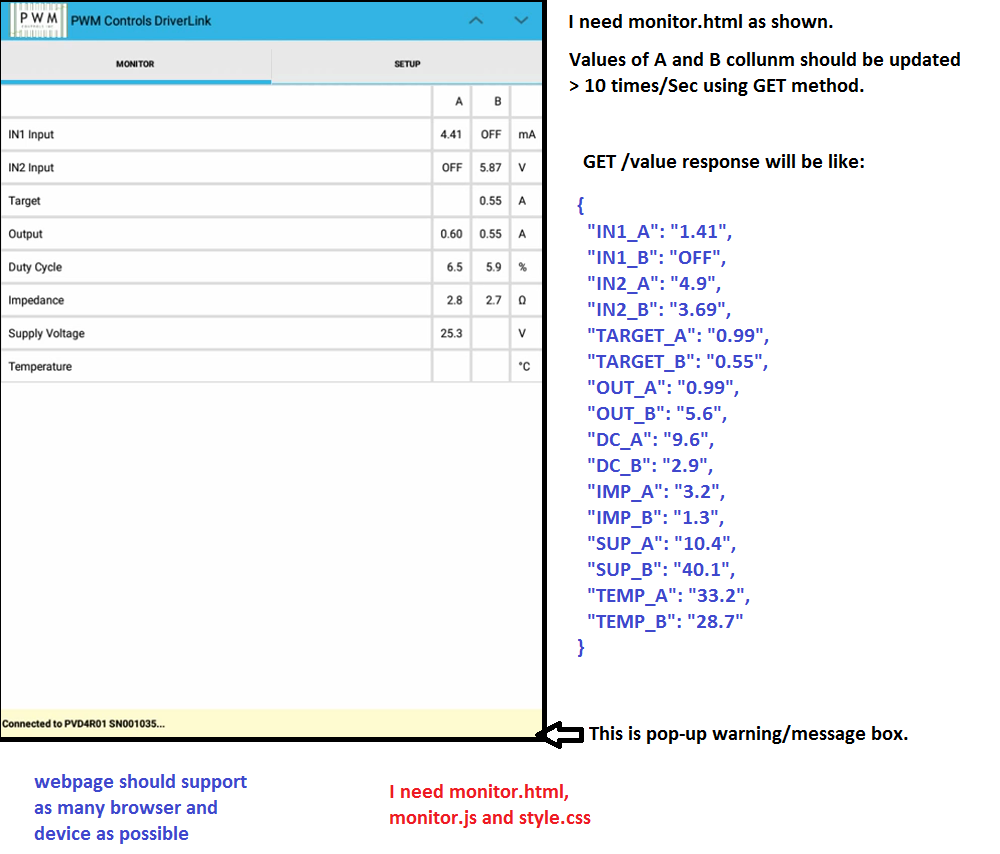 PWM PWM Controls DriverLink
MONITOR SETUP
A B
IN1 Input 4.41 OFF mA
IN2 Input OFF 5.87 V
Target 0.55 A
Output 0.60 0.55 A
Duty Cycle 6.5 5.9 %
Impedance 2.8 2.7 Ω
Supply Voltage 25.3 V
Temperature °C
Connected to PVD4R01 SN001035...
I need monitor.html as shown.
Values of A and B collunm should be updated
> 10 times/Sec using GET method.
GET /value response will be like:
{
"IN1_A": "1.41",
"IN1_B": "OFF",
"IN2_A": "4.9",
"IN2_B": "3.69",
"TARGET_A": "0.99",
"TARGET_B": "0.55",
"OUT_A": "0.99",
"OUT_B": "5.6",
"DC_A": "9.6",
"DC_B": "2.9",
"IMP_A": "3.2",
"IMP_B": "1.3",
"SUP_A": "10.4",
"SUP_B": "40.1",
"TEMP_A": "33.2",
"TEMP_B": "28.7"
}
This is pop-up warning/message box.
webpage should support
as many browser and
device as possible
I need monitor.html,
monitor.js and style.css